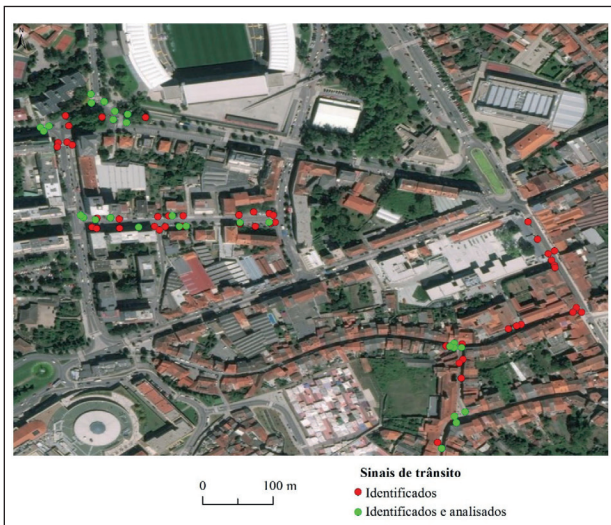 0 100 m
Sinais de trânsito
Identificados
Identificados e analisados